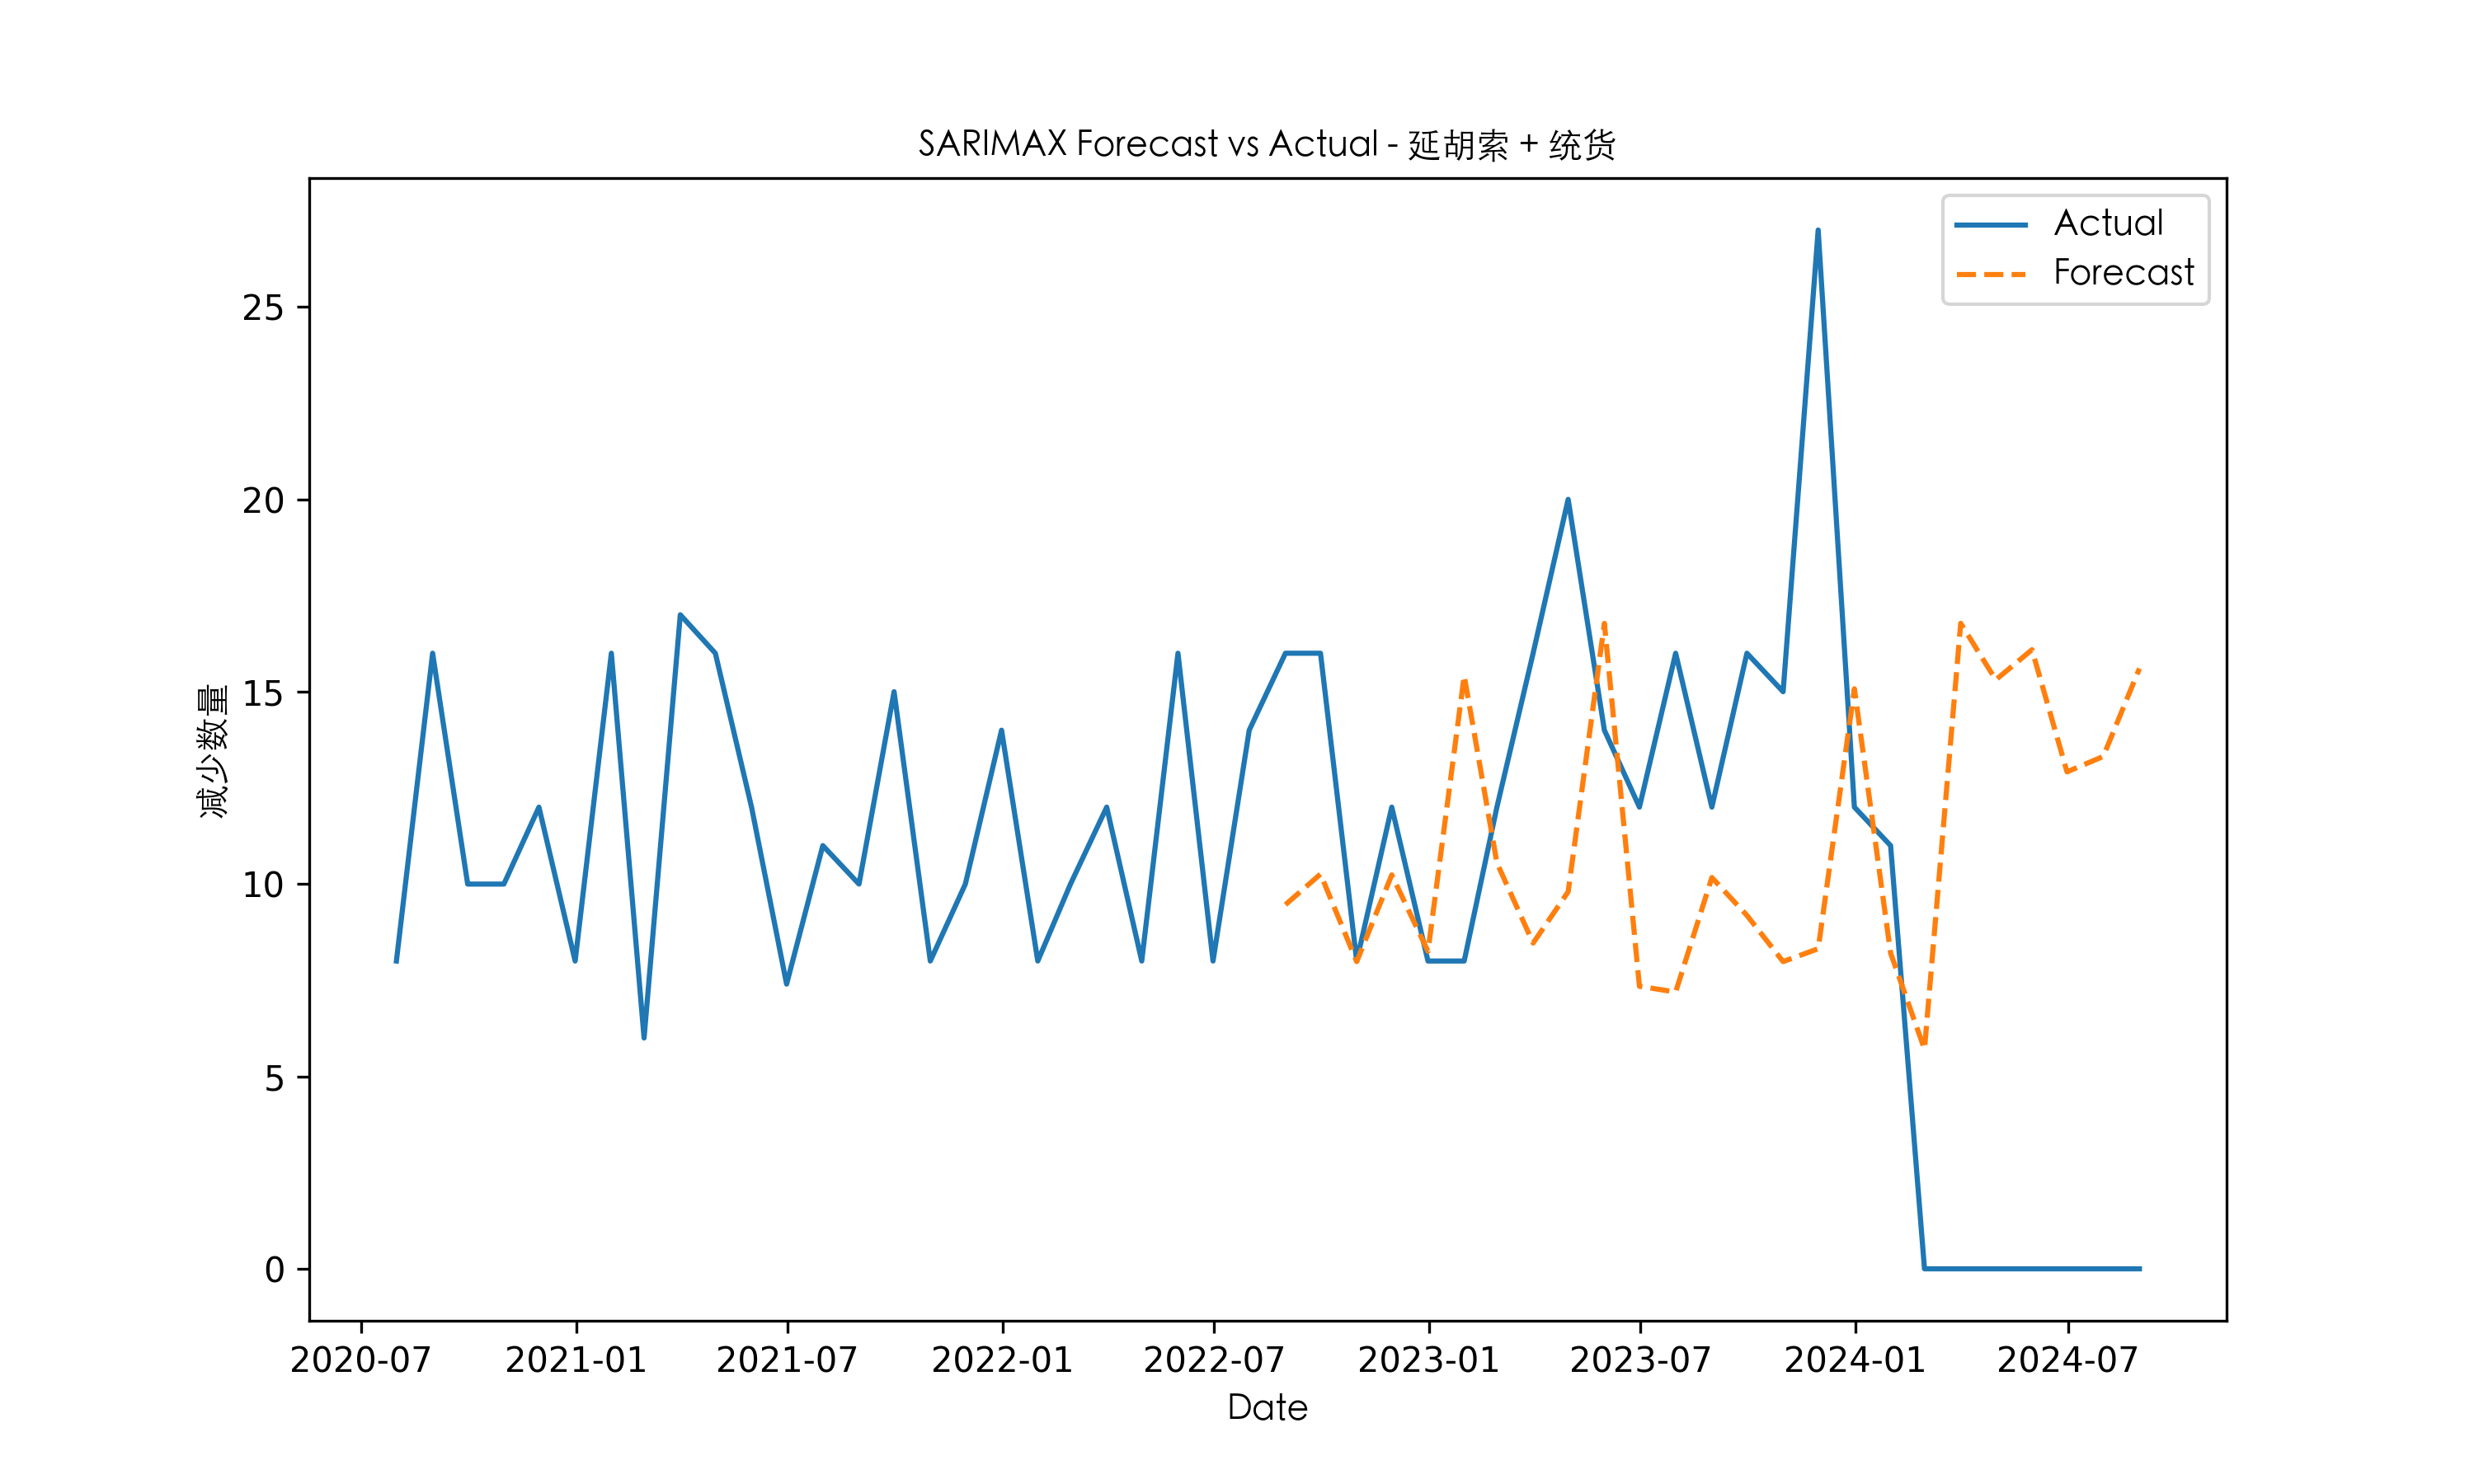 SARIMAX Forecast vs Actual - 延胡索 + 统货
Actual
Forecast
减少数量
25
20
15
10
5
0
2020-07 2021-01 2021-07 2022-01 2022-07 2023-01 2023-07 2024-01 2024-07
Date